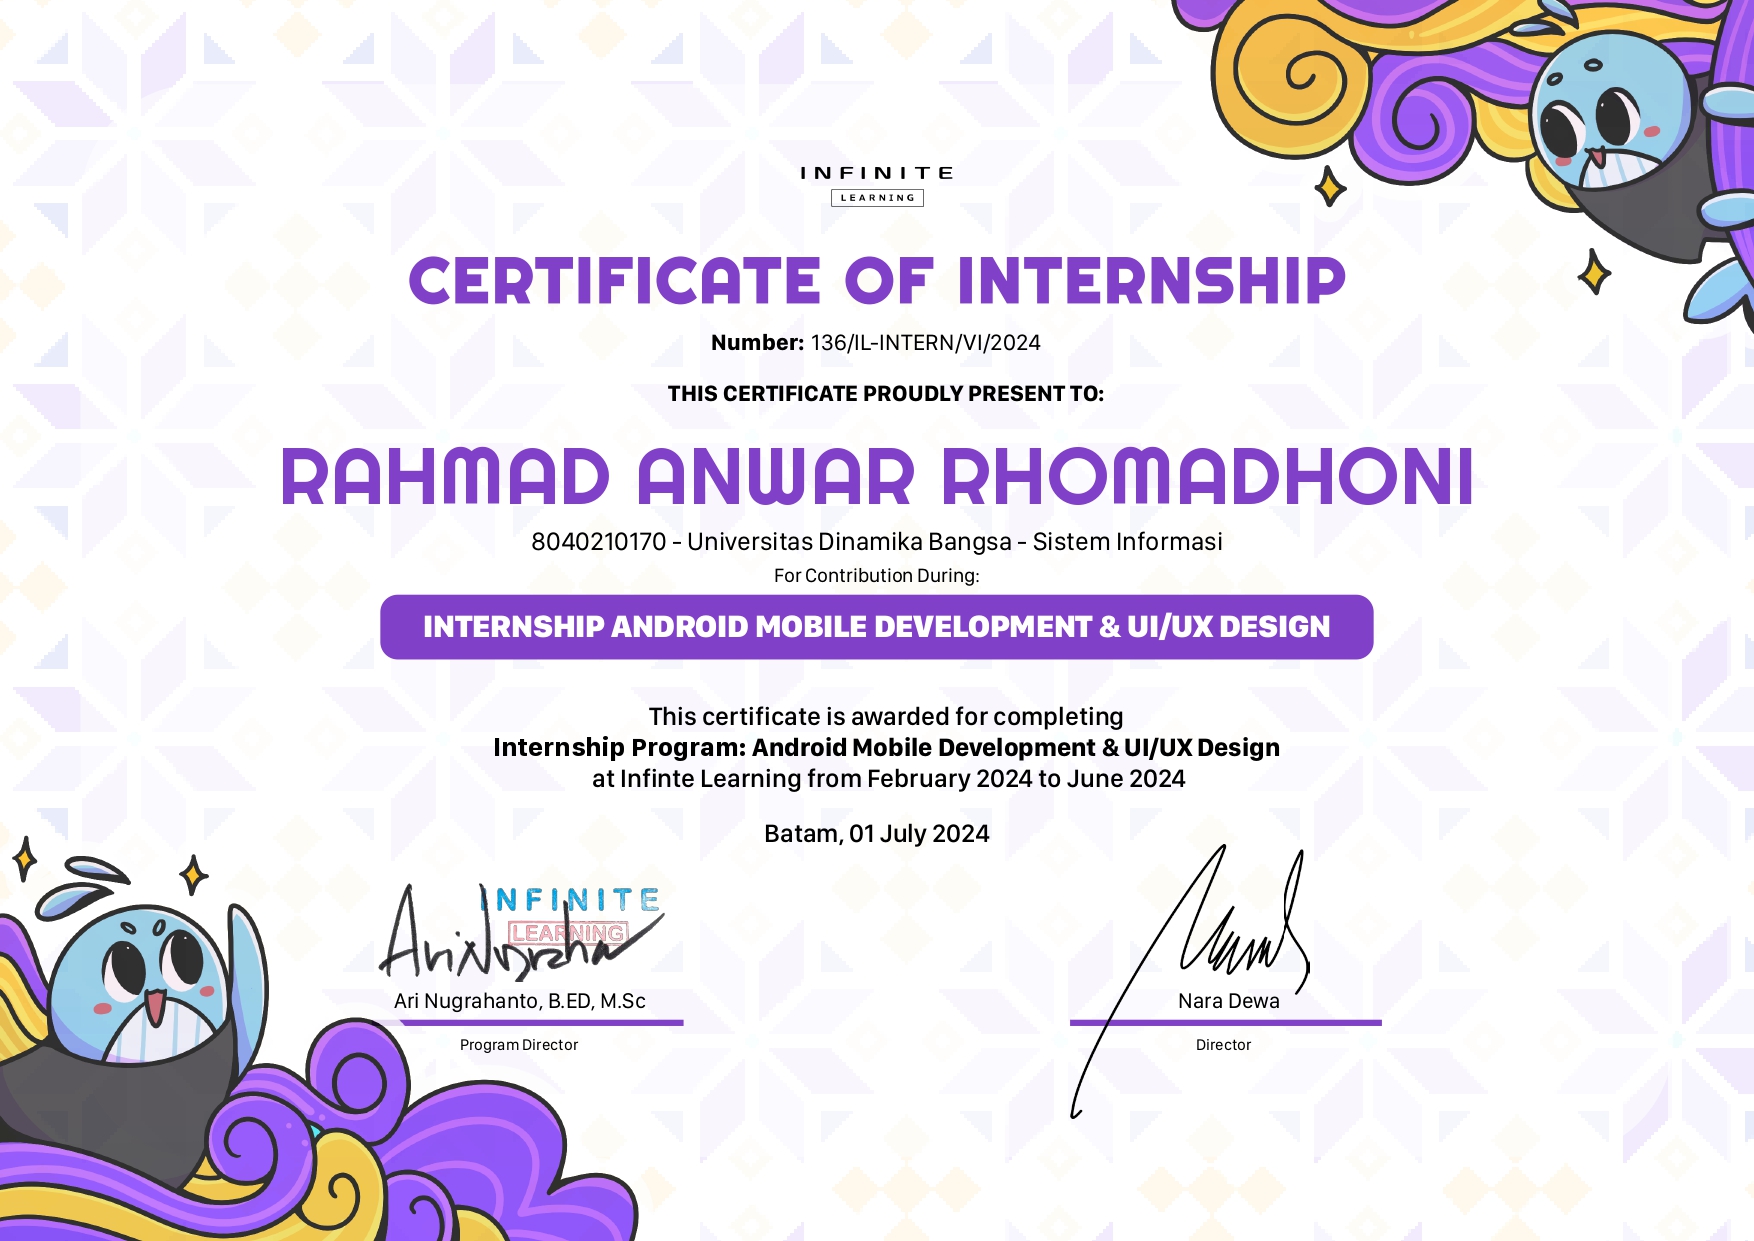 INFINITE
LEARNING
CERTIFICATE OF INTERNSHIP
Number: 136/IL-INTERN/VI/2024
THIS CERTIFICATE PROUDLY PRESENT TO:
RAHMAD ANWAR RHOMADHONI
8040210170 - Universitas Dinamika Bangsa - Sistem Informasi
For Contribution During:
INTERNSHIP ANDROID MOBILE DEVELOPMENT & UI/UX DESIGN
This certificate is awarded for completing
Internship Program: Android Mobile Development & UI/UX Design
at Infinte Learning from February 2024 to June 2024
Batam, 01 July 2024
INFINITE
LEARNING
Ari Nugrahanto, B.ED, M.Sc
Program Director
Nara Dewa
Director